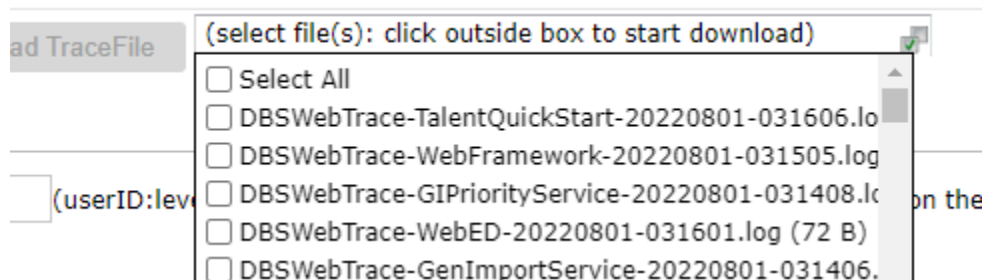 ad TraceFile
(select file(s): click outside box to start download)
Select All
DBSWebTrace-TalentQuickStart-20220801-031606.lo
DBSWebTrace-WebFramework-20220801-031505.log
DBSWebTrace-GIPriorityService-20220801-031408.lo
(userID:leve
on the
DBSWebTrace-WebED-20220801-031601.log (72 B)
DBSWebTrace-GenImportService-20220801-031406.